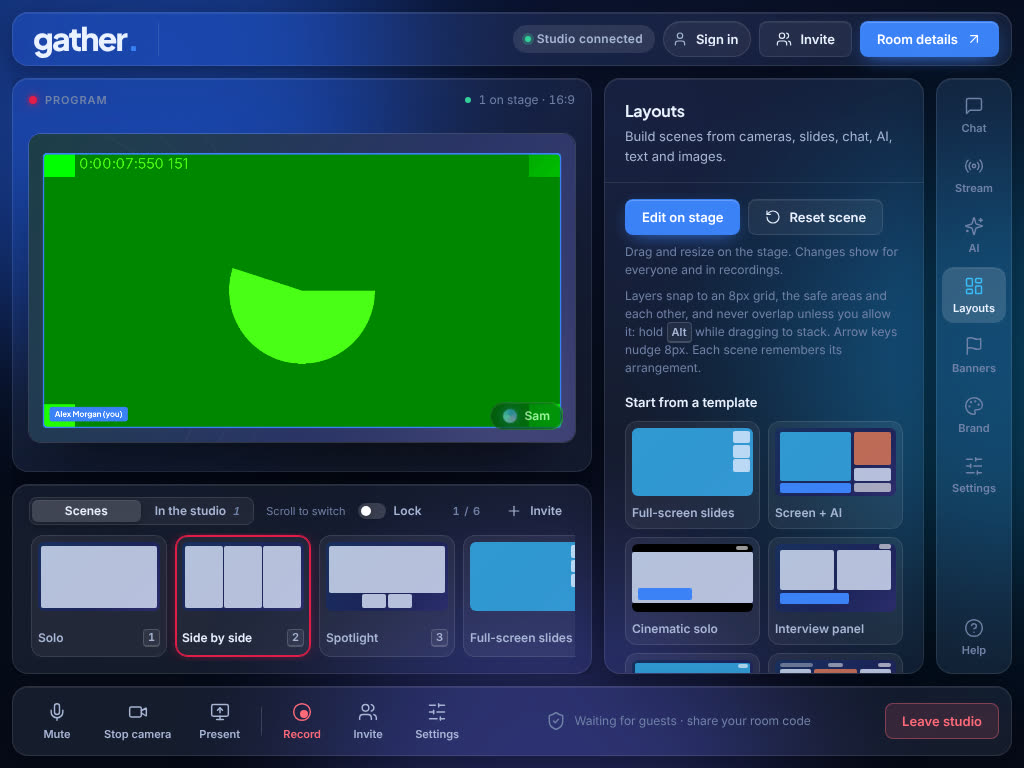 gather.
Studio connected
Sign in
Invite
Room details
PROGRAM
1 on stage · 16:9
0:00:07:550 151
Alex Morgan (you)
Sam
Scenes
In the studio 1
Scroll to switch
Lock
1 / 6
Invite
Solo
1
Side by side
2
Spotlight
3
Full-screen slides
Layouts
Build scenes from cameras, slides, chat, AI,
text and images.
Edit on stage
Reset scene
Drag and resize on the stage. Changes show for
everyone and in recordings.
Layers snap to an 8px grid, the safe areas and
each other, and never overlap unless you allow
it: hold Alt while dragging to stack. Arrow keys
nudge 8px. Each scene remembers its
arrangement.
Start from a template
Full-screen slides
Screen + AI
Cinematic solo
Interview panel
Chat
Stream
AI
Layouts
Banners
Brand
Settings
Help
Mute
Stop camera
Present
Record
Invite
Settings
Waiting for guests · share your room code
Leave studio